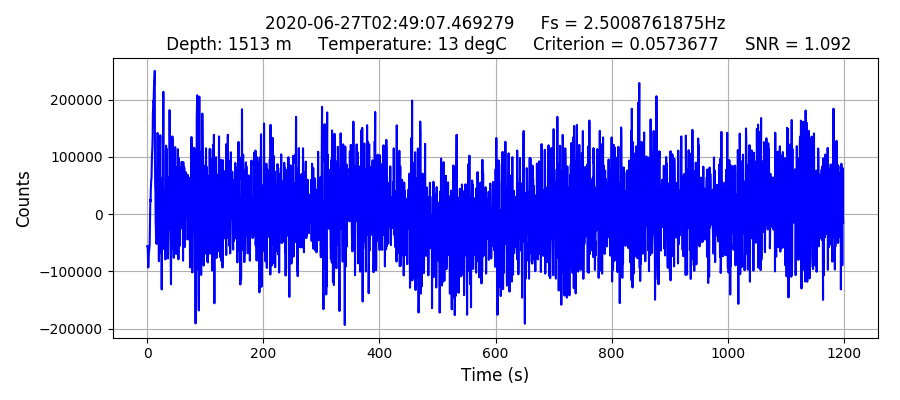 2020-06-27T02:49:07.469279 Fs = 2.5008761875Hz
Depth: 1513 m Temperature: 13 degC Criterion = 0.0573677 SNR = 1.092
200000
100000
0
−100000
−200000
Counts
0 200 400 600 800 1000 1200
Time (s)